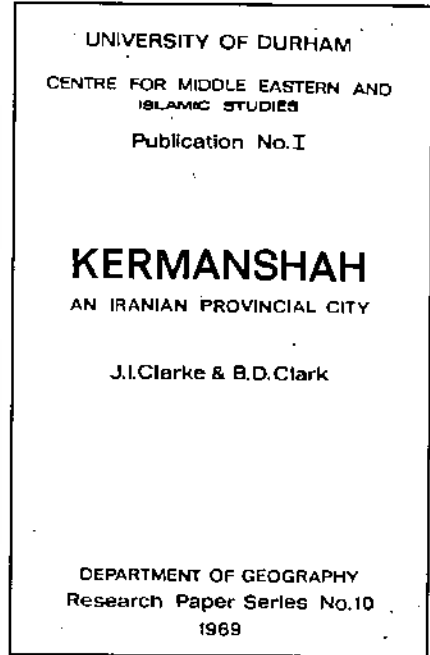 UNIVERSITY OF DURHAM
CENTRE FOR MIDDLE EASTERN AND
ISLAMIC STUDIES
Publication No.I
KERMANSHAH
AN IRANIAN PROVINCIAL CITY
J.I.Clarke & B.D.Clark
DEPARTMENT OF GEOGRAPHY
Research Paper Series No.10
1969